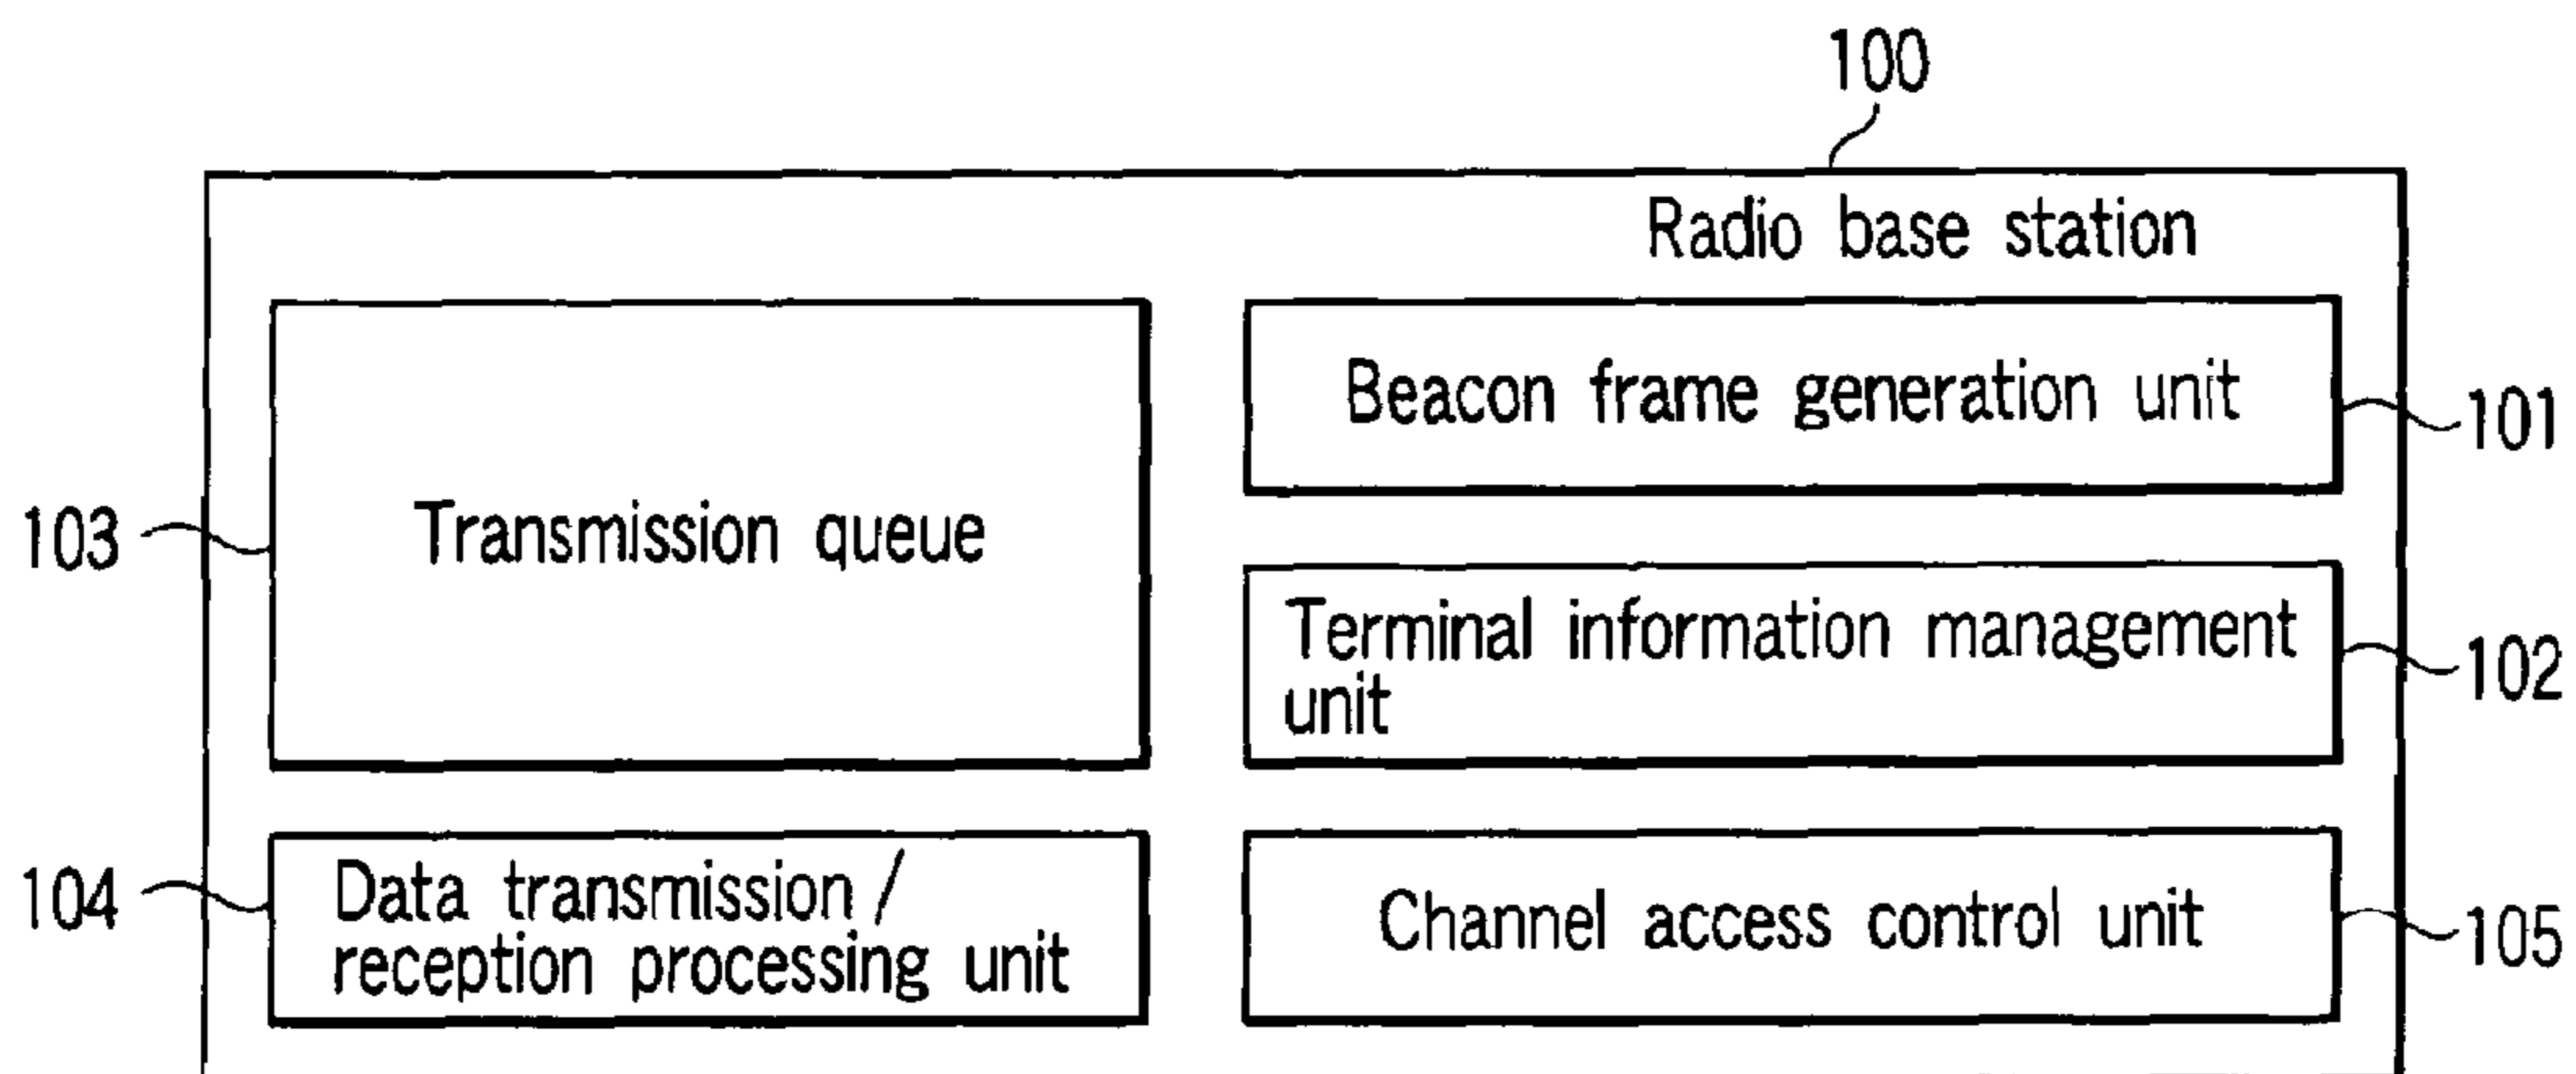 100
Radio base station
Beacon frame generation unit
101
103
Transmission queue
Terminal information management
unit
102
104
Data transmission/
reception processing unit
Channel access control unit
105